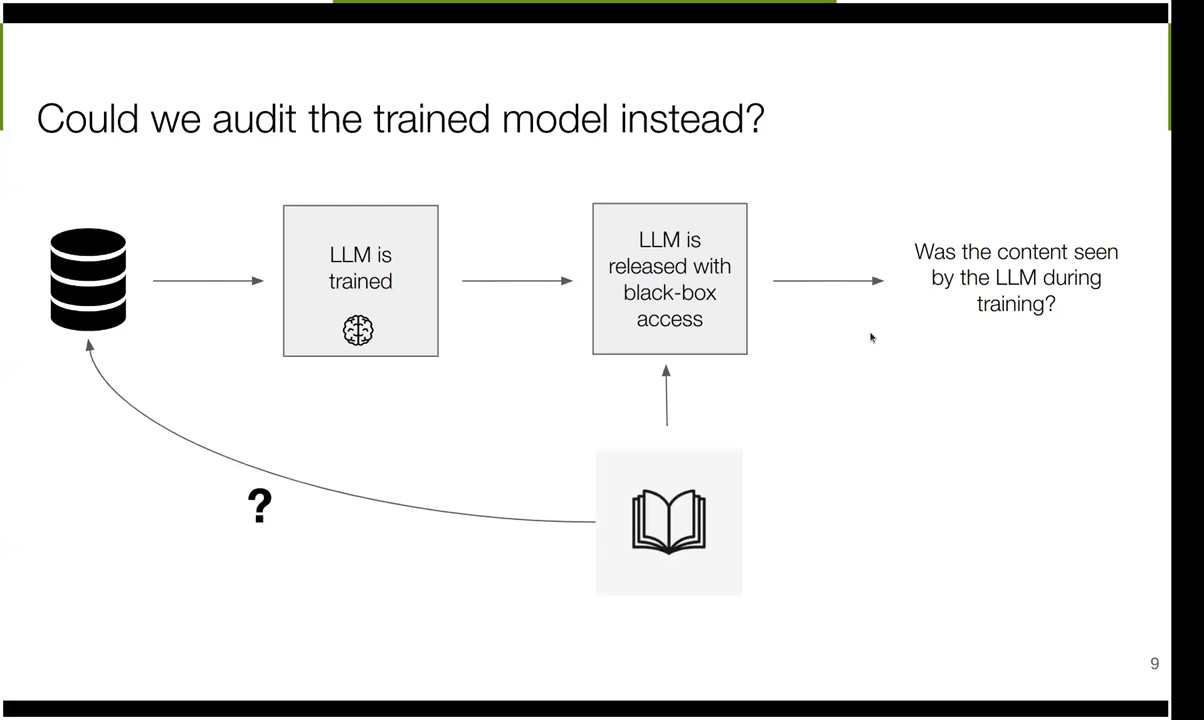 Could we audit the trained model instead?
LLM is
trained
LLM is
released with
black-box
access
Was the content seen
by the LLM during
training?
?
9